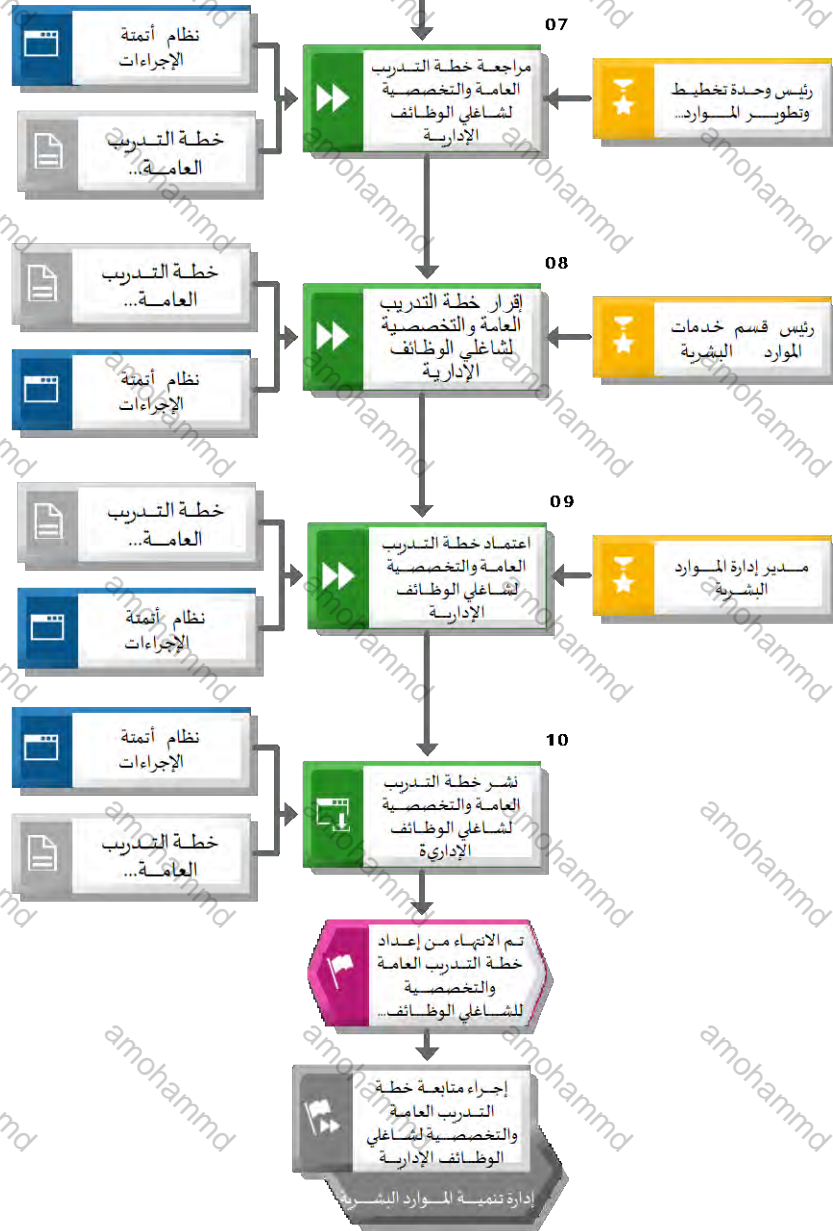 07
رئيس وحدة تخطيط
وتطوير الموارد...
مراجعة خطة التدريب
العامة والتخصصية
لشاغلي الوظائف
الإدارية
نظام أتمتة
الإجراءات
خطة التدريب
العامة...
08
رئيس قسم خدمات
الموارد البشرية
إقرار خطة التدريب
العامة والتخصصية
لشاغلي الوظائف
الإدارية
خطة التدريب
العامة...
نظام أتمتة
الإجراءات
09
مدير إدارة الموارد
البشرية
اعتماد خطة التدريب
العامة والتخصصية
لشاغلي الوظائف
الإدارية
خطة التدريب
العامة...
نظام أتمتة
الإجراءات
10
نشر خطة التدريب
العامة والتخصصية
لشاغلي الوظائف
الإدارية
نظام أتمتة
الإجراءات
خطة التدريب
العامة...
تم الانتهاء من إعداد
خطة التدريب العامة
والتخصصية
للشاغلي الوظائف...
إجراء متابعة خطة
التدريب العامة
والتخصصية لشاغلي
الوظائف الإدارية
إدارة تنمية الموارد البشرية
amohammd